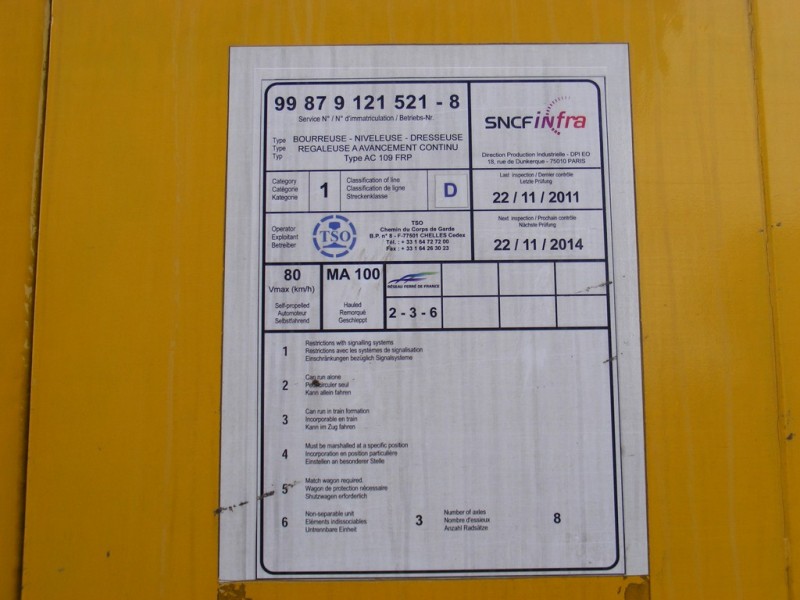 99 87 9 121 521 - 8
Service N° / N° d'immatriculation / Betriebs-Nr.
Type
Type
Typ
BOURREUSE - NIVELEUSE - DRESSEUSE
REGALEUSE A AVANCEMENT CONTINU
Type AC 109 FRP
SNCF infra
Direction Production Industrielle - DPI EO
18, rue de Dunkerque - 75010 PARIS
Category
Catégorie
Kategorie
1
Classification of line
Classification de ligne
Streckenklasse
D
Last inspection / Dernier contrôle
Letzte Prüfung
22 / 11 / 2011
Operator
Exploitant
Betreiber
TSO
TSO
Chemin du Corps de Garde
B.P. n° 8 - F-77501 CHELLES Cedex
Tél. : + 33 1 64 72 72 00
Fax : + 33 1 64 26 30 23
Next inspection / Prochain contrôle
Nächste Prüfung
22 / 11 / 2014
80
Vmax (km/h)
Self-propelled
Automoteur
Selbstfahrend
MA 100
Hauled
Remorqué
Geschleppt
RÉSEAU FERRÉ DE FRANCE
2 - 3 - 6
1
Restrictions with signalling systems
Restrictions avec les systèmes de signalisation
Einschränkungen bezüglich Signalsysteme
2
Can run alone
Peut circuler seul
Kann allein fahren
3
Can run in train formation
Incorporable en train
Kann im Zug fahren
4
Must be marshalled at a specific position
Incorporation en position particulière
Einstellen an besonderer Stelle
5
Match wagon required.
Wagon de protection nécessaire
Shutzwagen erforderlich
6
Non-separable unit
Eléments indissociables
Untrennbare Einheit
3
Number of axles
Nombre d'essieux
Anzahl Radsätze
8